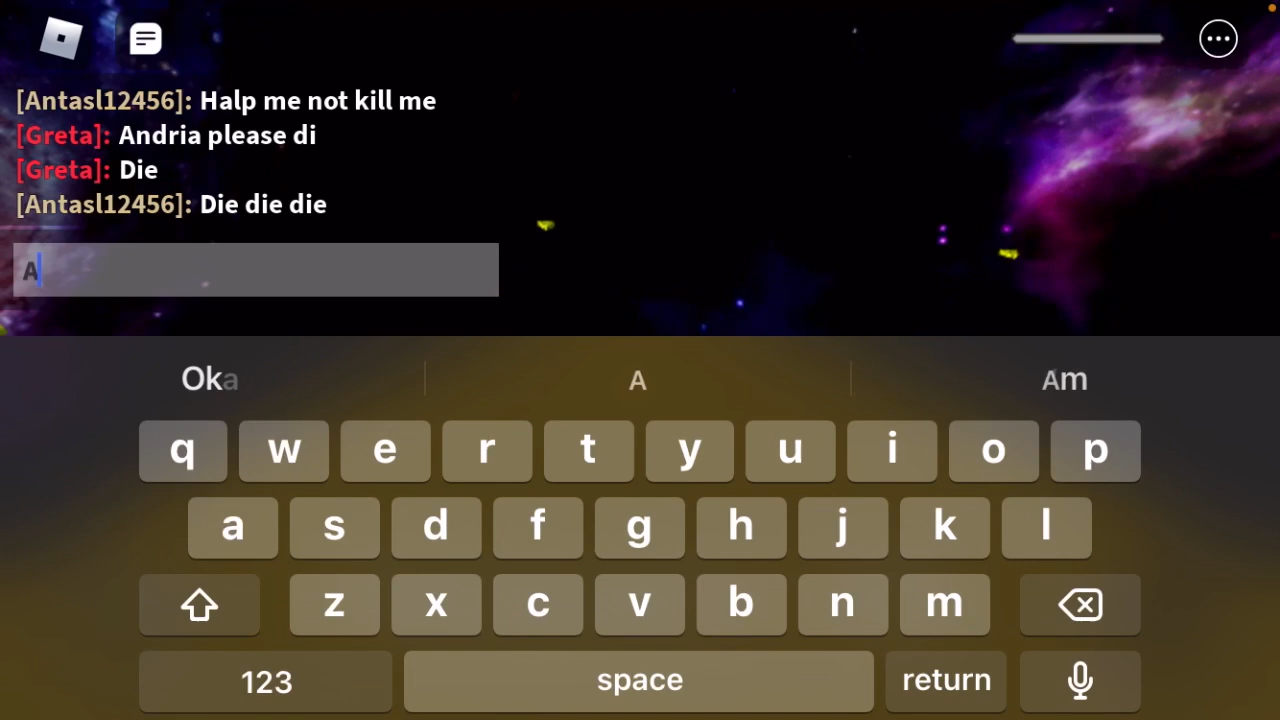 [Antasl12456]: Halp me not kill me
[Greta]: Andria please di
[Greta]: Die
[Antasl12456]: Die die die
A
Oka A Am
q w e r t y u i o p
a s d f g h j k l
z x c v b n m
123 space return